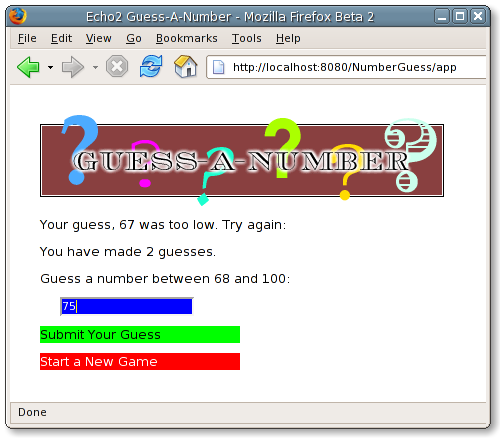 Echo2 Guess-A-Number - Mozilla Firefox Beta 2
File Edit View Go Bookmarks Tools Help
http://localhost:8080/NumberGuess/app
? ? ? ? ? ?
GUESS-A-NUMBER
Your guess, 67 was too low. Try again:
You have made 2 guesses.
Guess a number between 68 and 100:
75
Submit Your Guess
Start a New Game
Done